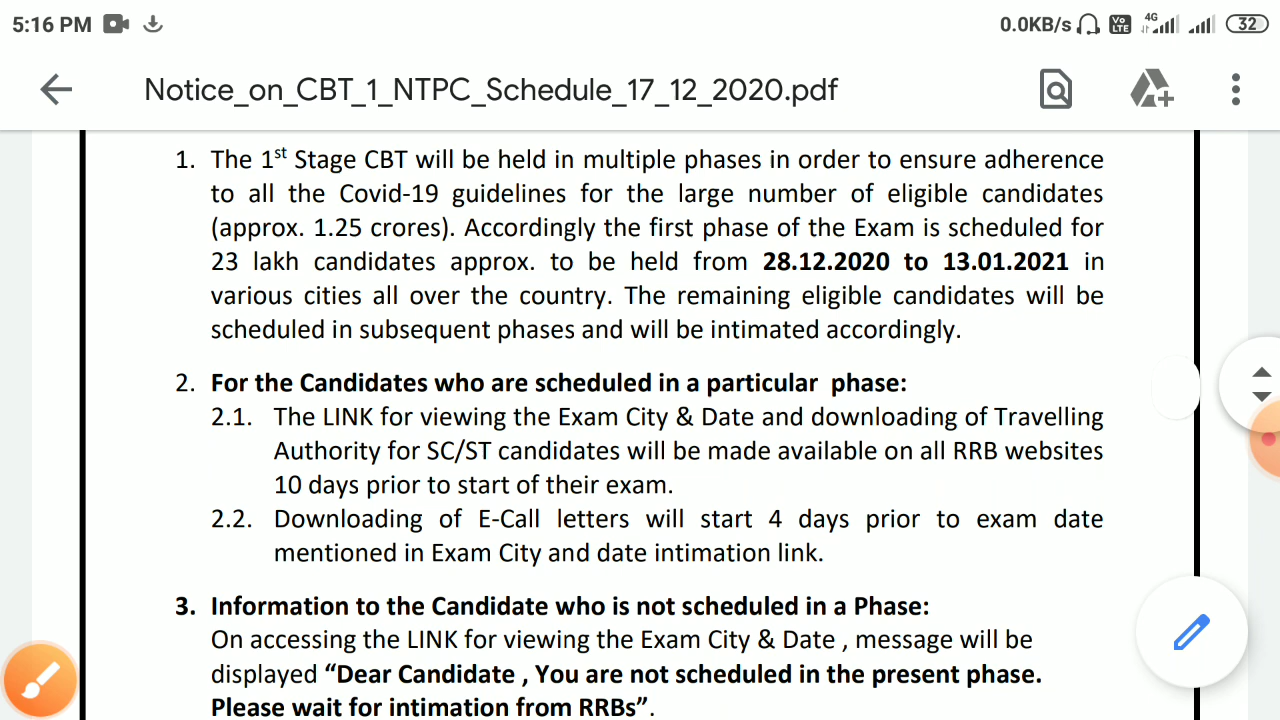 5:16 PM
0.0KB/s Vo LTE 4G 32
Notice_on_CBT_1_NTPC_Schedule_17_12_2020.pdf
1. The 1st Stage CBT will be held in multiple phases in order to ensure adherence
to all the Covid-19 guidelines for the large number of eligible candidates
(approx. 1.25 crores). Accordingly the first phase of the Exam is scheduled for
23 lakh candidates approx. to be held from 28.12.2020 to 13.01.2021 in
various cities all over the country. The remaining eligible candidates will be
scheduled in subsequent phases and will be intimated accordingly.
2. For the Candidates who are scheduled in a particular phase:
2.1. The LINK for viewing the Exam City & Date and downloading of Travelling
Authority for SC/ST candidates will be made available on all RRB websites
10 days prior to start of their exam.
2.2. Downloading of E-Call letters will start 4 days prior to exam date
mentioned in Exam City and date intimation link.
3. Information to the Candidate who is not scheduled in a Phase:
On accessing the LINK for viewing the Exam City & Date , message will be
displayed “Dear Candidate , You are not scheduled in the present phase.
Please wait for intimation from RRBs”.